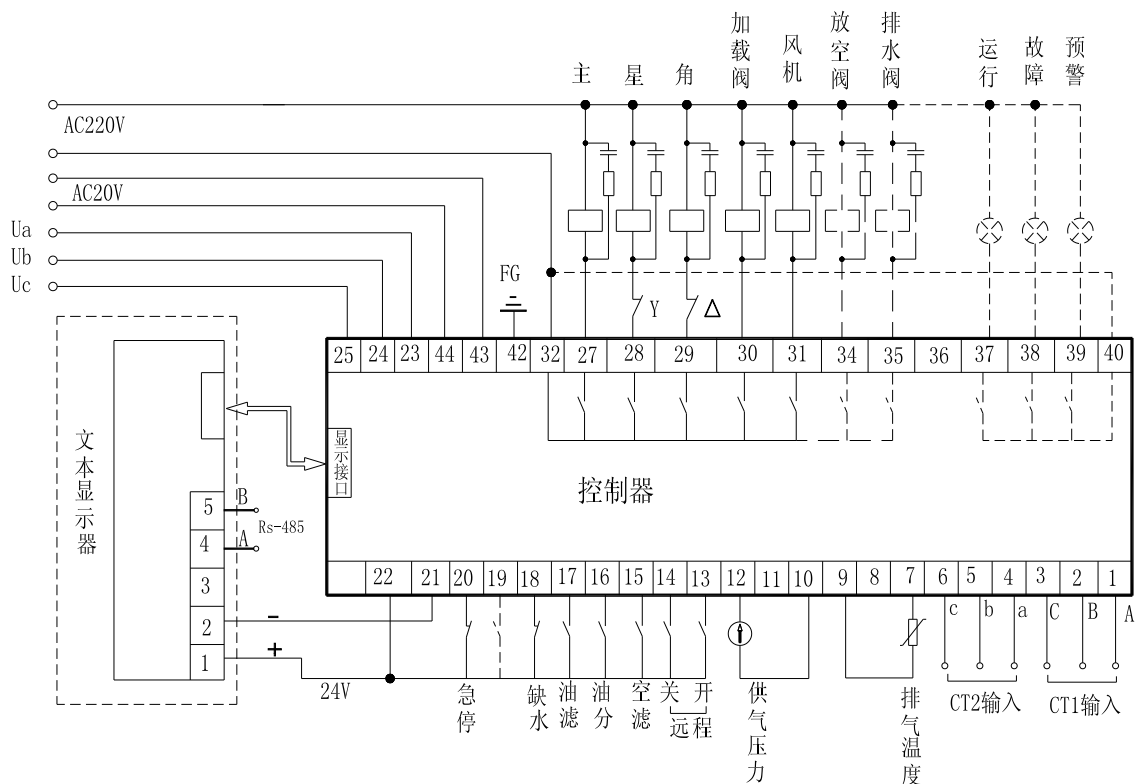 主 星 角 加载阀 风机 放空阀 排水阀 运行 故障 预警
AC220V
AC20V
Ua
Ub
Uc
FG
Y
Δ
25 24 23 44 43 42 32 27 28 29 30 31 34 35 36 37 38 39 40
显示接口
控制器
文本显示器
5 B
Rs-485
4 A
3
2 -
1 +
24V
22 21 20 19 18 17 16 15 14 13 12 11 10 9 8 7 6 5 4 3 2 1
c b a C B A
急停 缺水 油滤 油分 空滤 关 开
远程
供气压力
排气温度
CT2输入
CT1输入